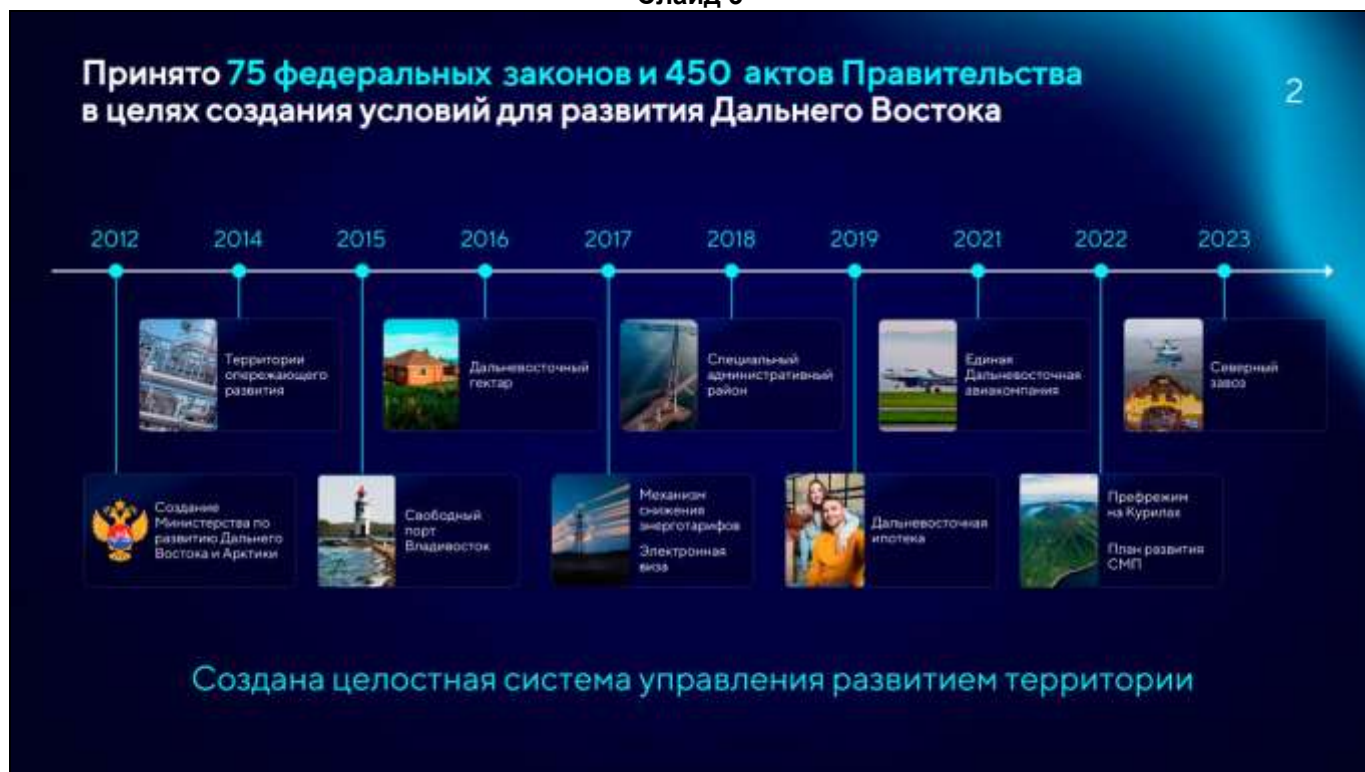 Принято 75 федеральных законов и 450 актов Правительства
в целях создания условий для развития Дальнего Востока
2
2012
2014
2015
2016
2017
2018
2019
2021
2022
2023
Территории
опережающего
развития
Дальневосточный
гектар
Специальный
административный
район
Единая
Дальневосточная
авиакомпания
Северный
завоз
Создание
Министерства по
развитию Дальнего
Востока и Арктики
Свободный
порт
Владивосток
Механизм
снижения
энерготарифов
Электронная
виза
Дальневосточная
ипотека
Префрежим
на Курилах
План развития
СМП
Создана целостная система управления развитием территории